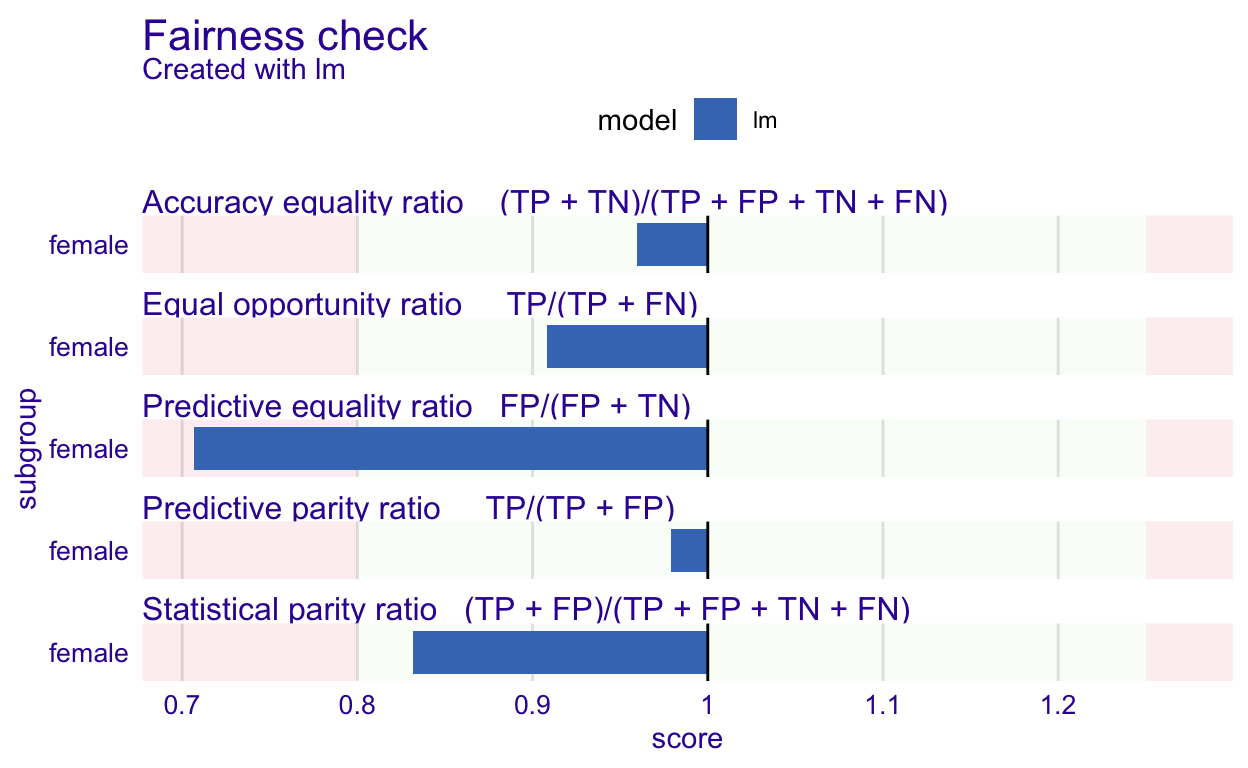 Fairness check
Created with lm
model lm
Accuracy equality ratio (TP + TN)/(TP + FP + TN + FN)
female
Equal opportunity ratio TP/(TP + FN)
female
Predictive equality ratio FP/(FP + TN)
female
Predictive parity ratio TP/(TP + FP)
female
Statistical parity ratio (TP + FP)/(TP + FP + TN + FN)
female
subgroup
0.7 0.8 0.9 1 1.1 1.2
score